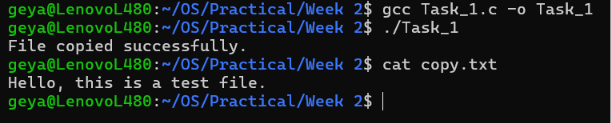 geya@LenovoL480:~/OS/Practical/Week 2$ gcc Task_1.c -o Task_1
geya@LenovoL480:~/OS/Practical/Week 2$ ./Task_1
File copied successfully.
geya@LenovoL480:~/OS/Practical/Week 2$ cat copy.txt
Hello, this is a test file.
geya@LenovoL480:~/OS/Practical/Week 2$